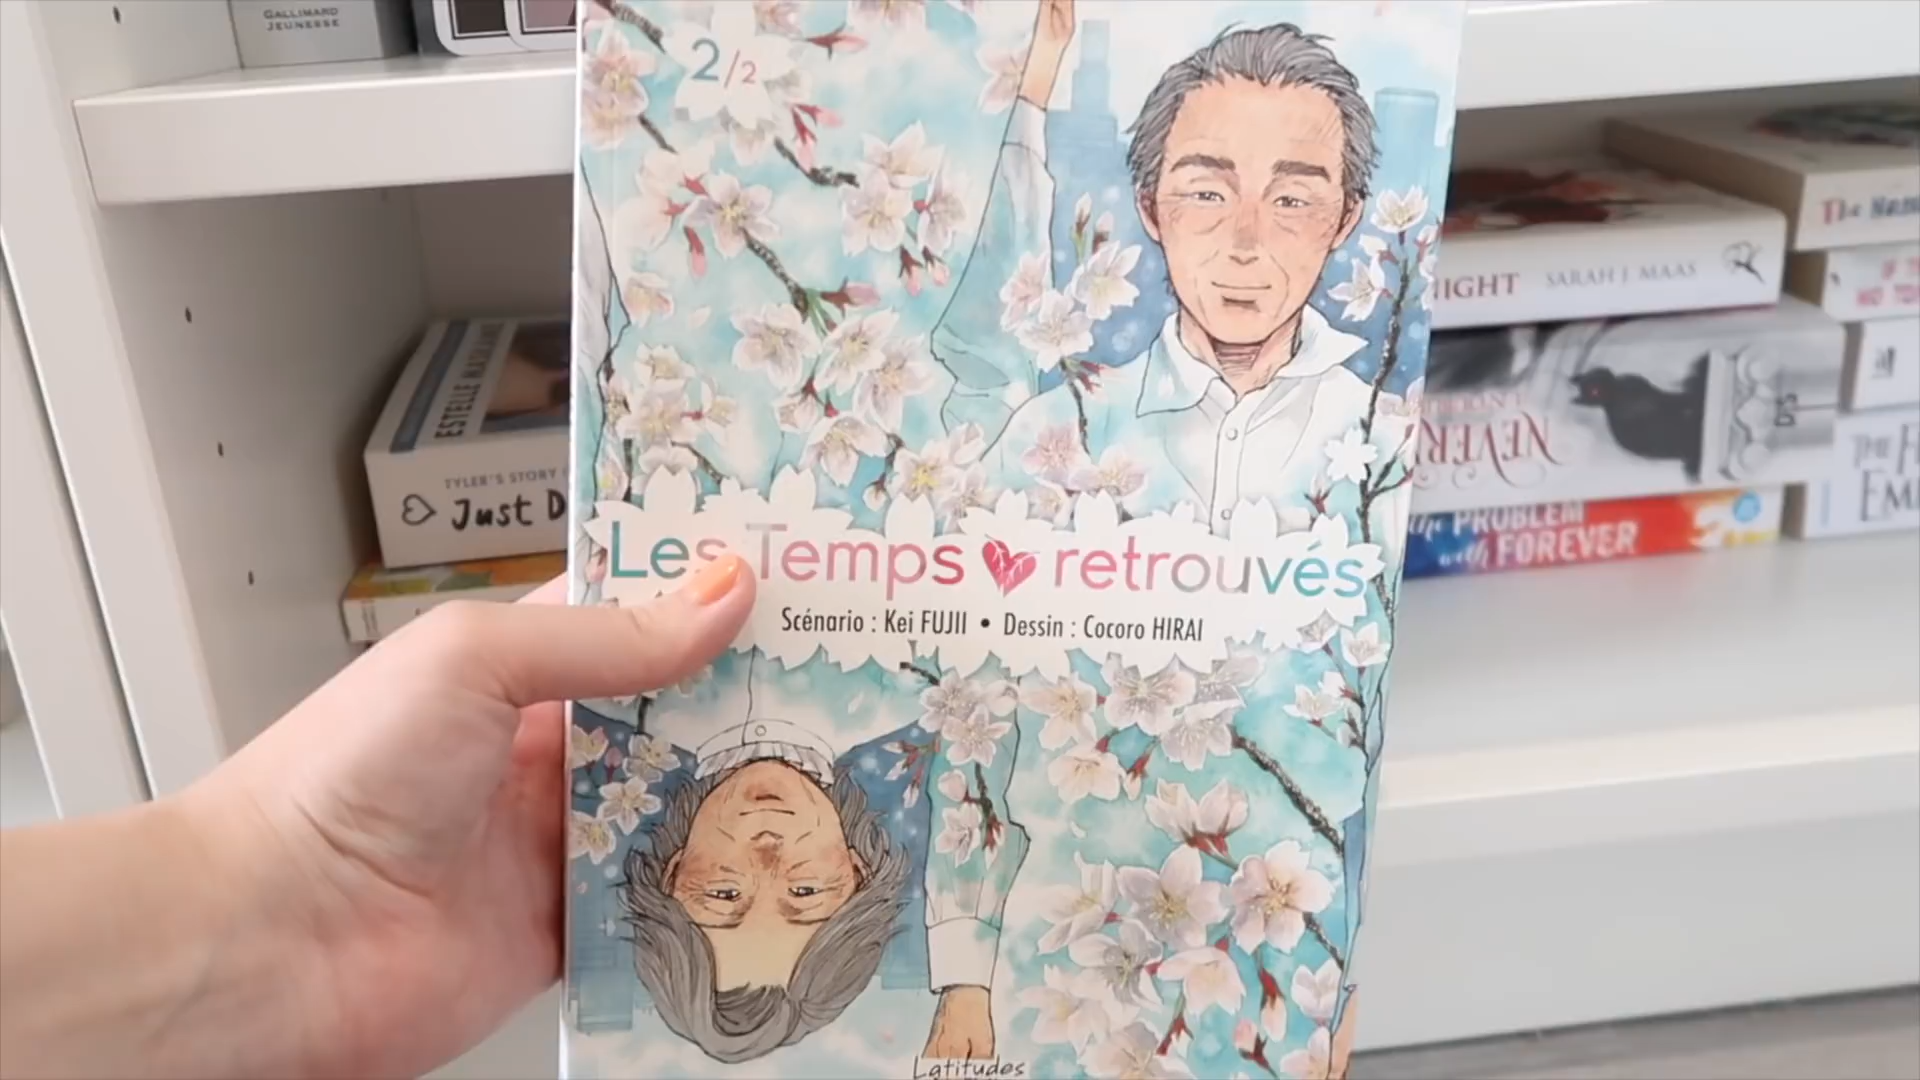 GALLIMARD
JEUNESSE
2/2
ESTELLE
TYLER'S STORY
Just D
Les Temps retrouvés
Scénario : Kei FUJII • Dessin : Cocoro HIRAI
Latitudes
NIGHT SARAH J MAAS
NEVER
the PROBLEM
with FOREVER